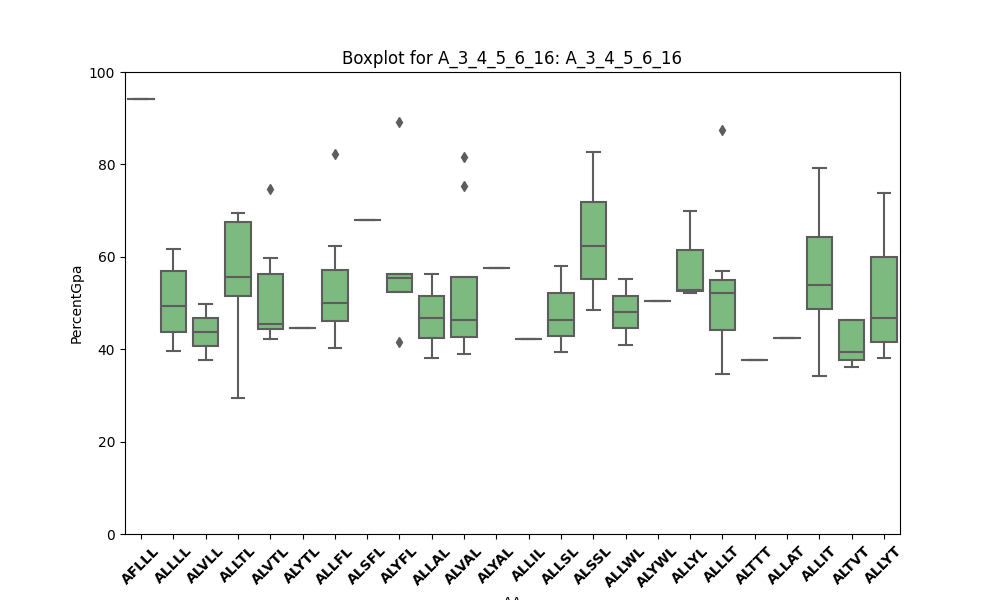 Boxplot for A_3_4_5_6_16: A_3_4_5_6_16
100
80
60
40
20
0
PercentGpa
AFLLL
ALLLL
ALVLL
ALLTL
ALVTL
ALYTL
ALLFL
ALSFL
ALYFL
ALLAL
ALVAL
ALYAL
ALLIL
ALLSL
ALSSL
ALLWL
ALYWL
ALLYL
ALLLT
ALTTT
ALLAT
ALLIT
ALTVT
ALLYT